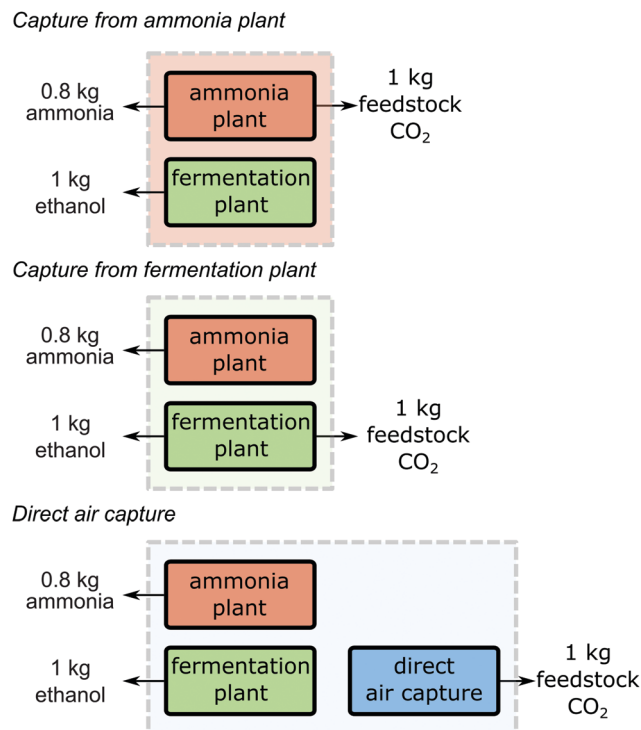 Capture from ammonia plant
0.8 kg
ammonia
ammonia
plant
1 kg
feedstock
CO₂
1 kg
ethanol
fermentation
plant
Capture from fermentation plant
0.8 kg
ammonia
ammonia
plant
1 kg
ethanol
fermentation
plant
1 kg
feedstock
CO₂
Direct air capture
0.8 kg
ammonia
ammonia
plant
1 kg
ethanol
fermentation
plant
direct
air capture
1 kg
feedstock
CO₂